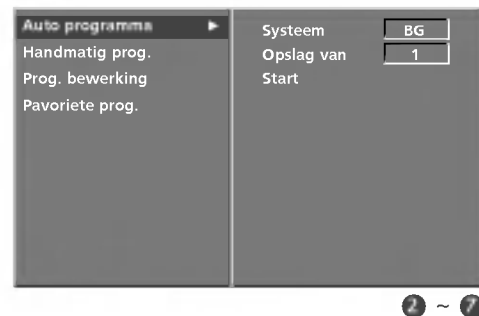 Auto programma ►
Handmatig prog.
Prog. bewerking
Pavoriete prog.
Systeem BG
Opslag van 1
Start
2 ~ 7